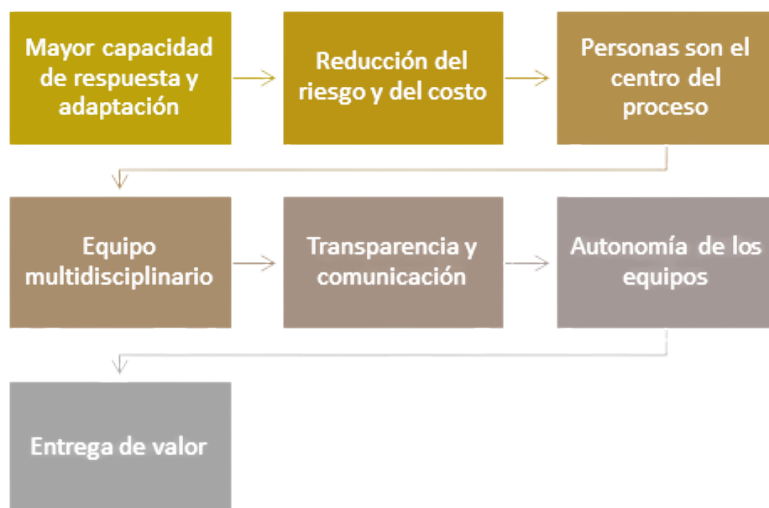 Mayor capacidad
de respuesta y
adaptación
Reducción del
riesgo y del costo
Personas son el
centro del
proceso
Equipo
multidisciplinario
Transparencia y
comunicación
Autonomía de los
equipos
Entrega de valor